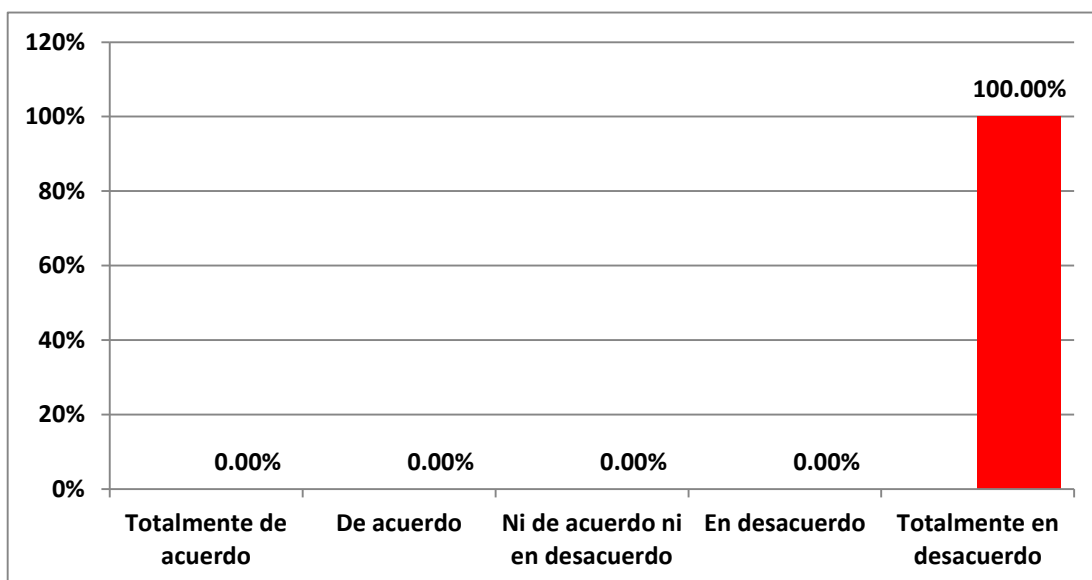 120%
100.00%
100%
80%
60%
40%
20%
0.00% 0.00% 0.00% 0.00%
0%
Totalmente de acuerdo
De acuerdo
Ni de acuerdo ni en desacuerdo
En desacuerdo
Totalmente en desacuerdo